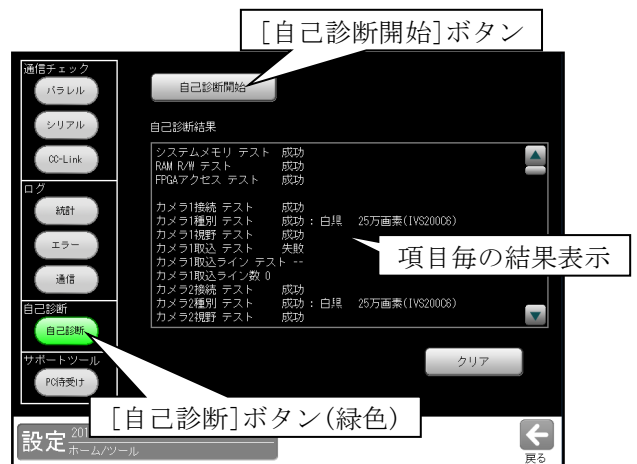 [自己診断開始]ボタン
通信チェック
パラレル
シリアル
CC-Link
ログ
統計
エラー
通信
自己診断
自己診断
サポートツール
PC待受け
自己診断開始
自己診断結果
システムメモリ テスト 成功
RAM R/W テスト 成功
FPGAアクセス テスト 成功
カメラ1接続 テスト 成功
カメラ1種別 テスト 成功 : 白黒 25万画素(IVS200C6)
カメラ1視野 テスト 成功
カメラ1取込 テスト 失敗
カメラ1取込ライン テスト --
カメラ1取込ライン数 0
カメラ2接続 テスト 成功
カメラ2種別 テスト 成功 : 白黒 25万画素(IVS200C6)
カメラ2視野 テスト 成功
項目毎の結果表示
クリア
[自己診断]ボタン(緑色)
設定 201
ホーム/ツール
戻る